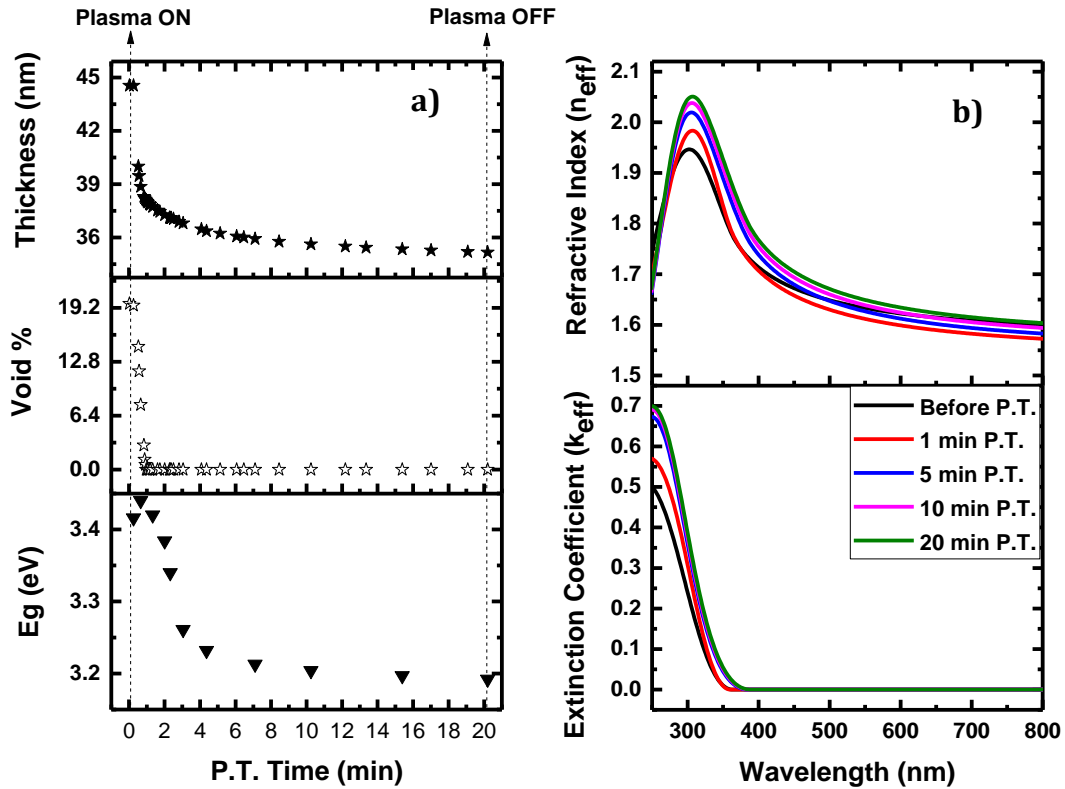 Plasma ON
Plasma OFF
a)
Thickness (nm)
45
42
39
36
Void %
19.2
12.8
6.4
0.0
Eg (eV)
3.4
3.3
3.2
0 2 4 6 8 10 12 14 16 18 20
P.T. Time (min)
b)
Refractive Index (neff)
2.1
2.0
1.9
1.8
1.7
1.6
1.5
Extinction Coefficient (keff)
0.7
0.6
0.5
0.4
0.3
0.2
0.1
0.0
Before P.T.
1 min P.T.
5 min P.T.
10 min P.T.
20 min P.T.
300 400 500 600 700 800
Wavelength (nm)